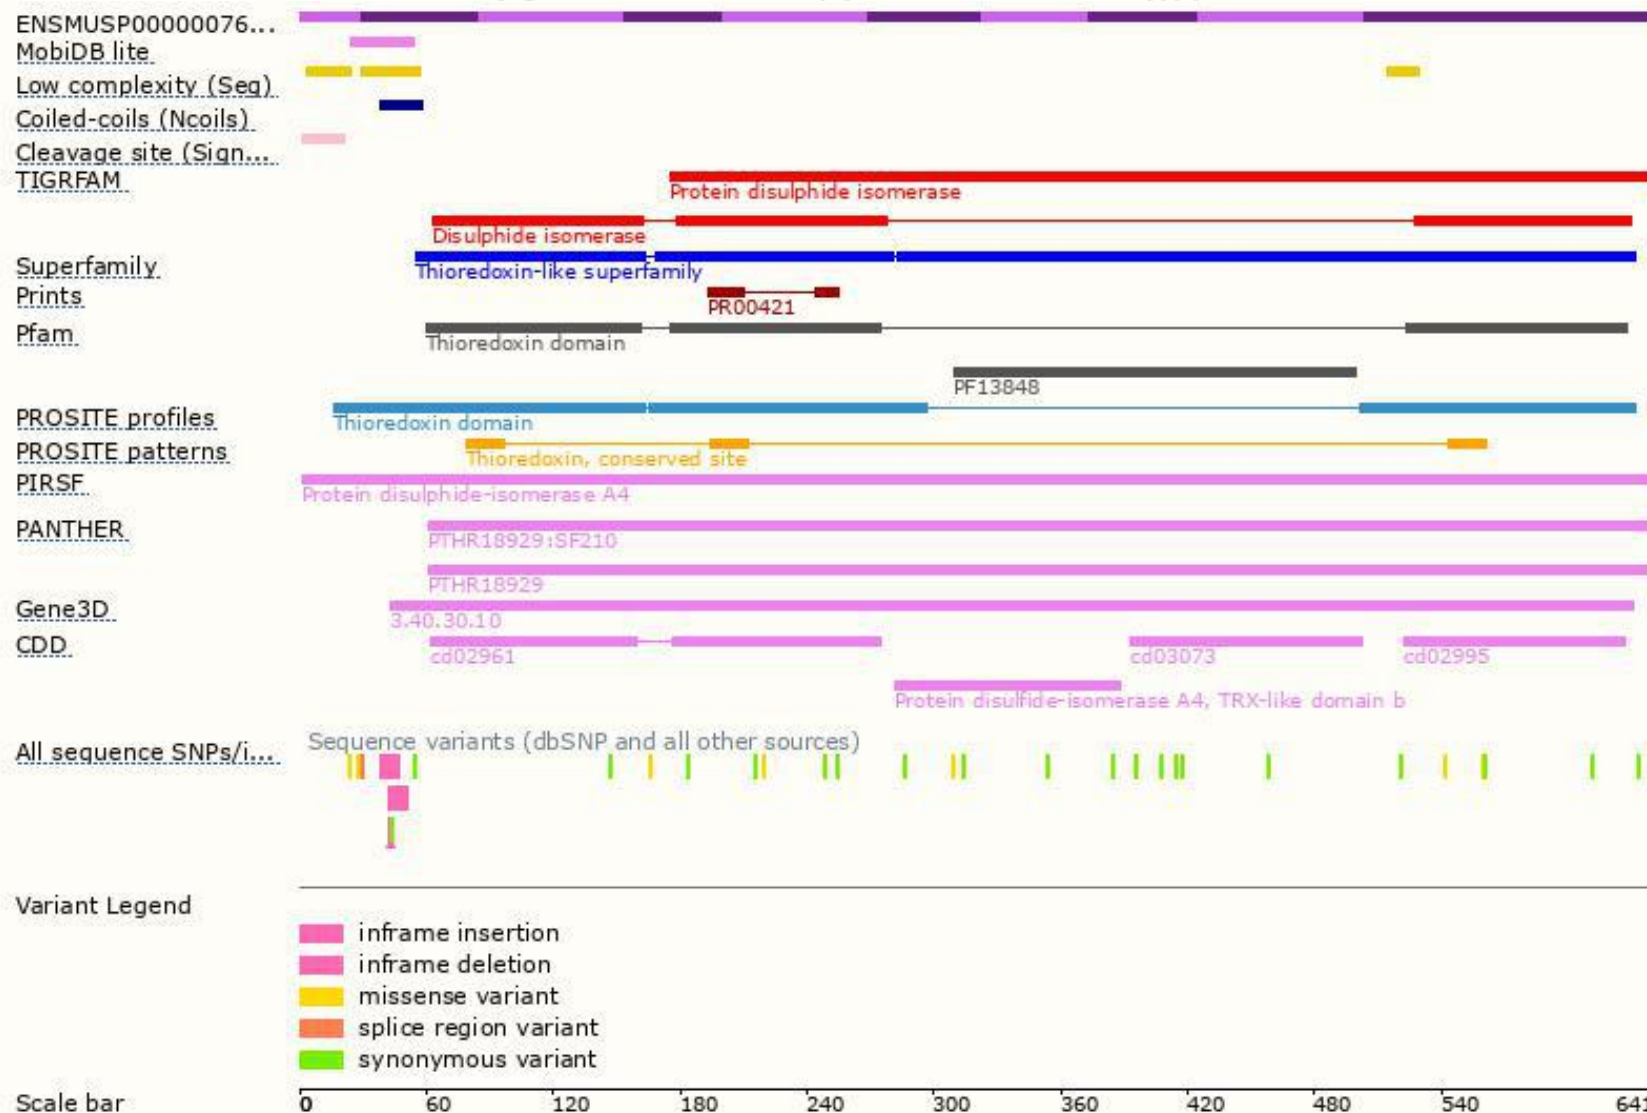 ENSMUSP00000076...
MobiDB lite
Low complexity (Seg)
Coiled-coils (Ncoils)
Cleavage site (Sign...
TIGRFAM
Protein disulphide isomerase
Disulphide isomerase
Superfamily
Thioredoxin-like superfamily
Prints
PR00421
Pfam
Thioredoxin domain
PF13848
PROSITE profiles
Thioredoxin domain
PROSITE patterns
Thioredoxin, conserved site
PIRSF
Protein disulphide-isomerase A4
PANTHER
PTHR18929:SF210
PTHR18929
Gene3D
3.40.30.10
CDD
cd02961 cd03073 cd02995
Protein disulfide-isomerase A4, TRX-like domain b
All sequence SNPs/i... Sequence variants (dbSNP and all other sources)
Variant Legend
inframe insertion
inframe deletion
missense variant
splice region variant
synonymous variant
Scale bar 0 60 120 180 240 300 360 420 480 540